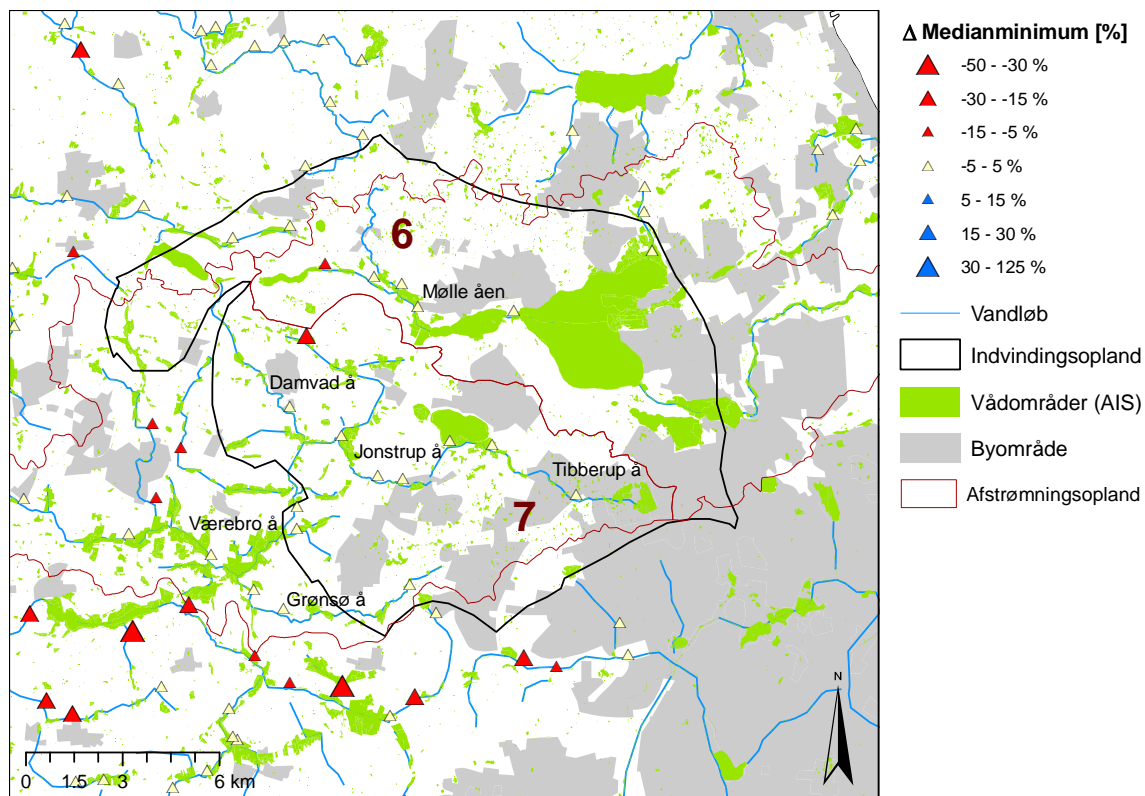 Δ Medianminimum [%]
-50 - -30 %
-30 - -15 %
-15 - -5 %
-5 - 5 %
5 - 15 %
15 - 30 %
30 - 125 %
Vandløb
Indvindingsopland
Vådområder (AIS)
Byområde
Afstrømningsopland
6
Mølle åen
Damvad å
Jonstrup å
Tibberup å
7
Værebro å
Grønsø å
N
0 1.5 3 6 km